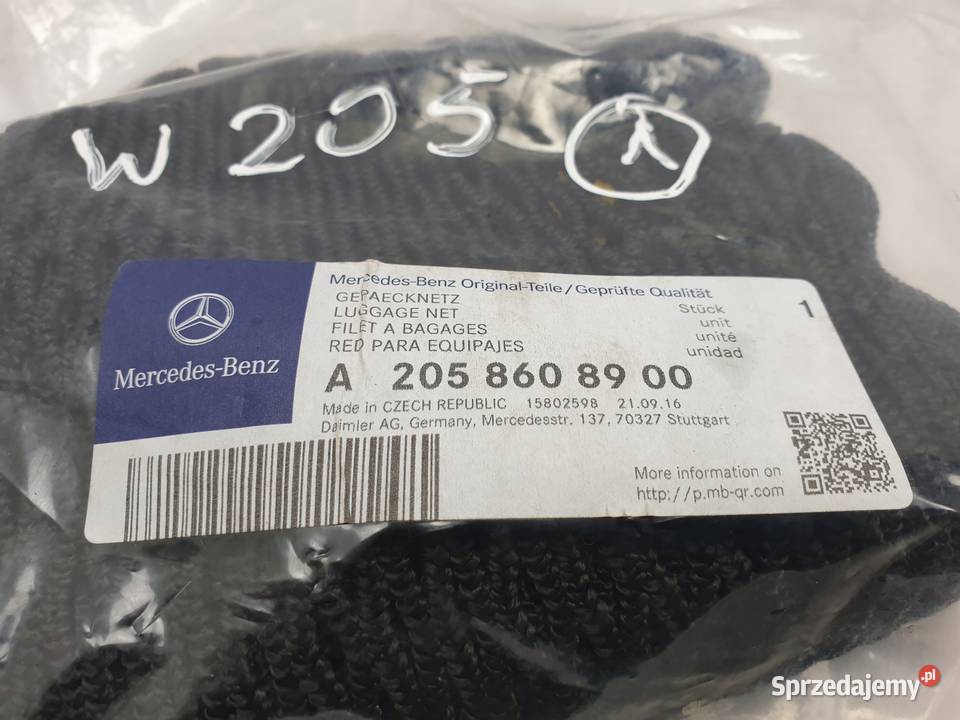 W 205 λ
Mercedes-Benz
Mercedes-Benz Original-Teile/Geprüfte Qualität
GEPAECKNETZ
LUGGAGE NET
FILET A BAGAGES
RED PARA EQUIPAJES
Stück
unit
unité
unidad
1
A 205 860 89 00
Made in CZECH REPUBLIC 15802598 21.09.16
Daimler AG, Germany, Mercedesstr. 137, 70327 Stuttgart
More information on
http://p.mb-qr.com
Sprzedajemy.pl